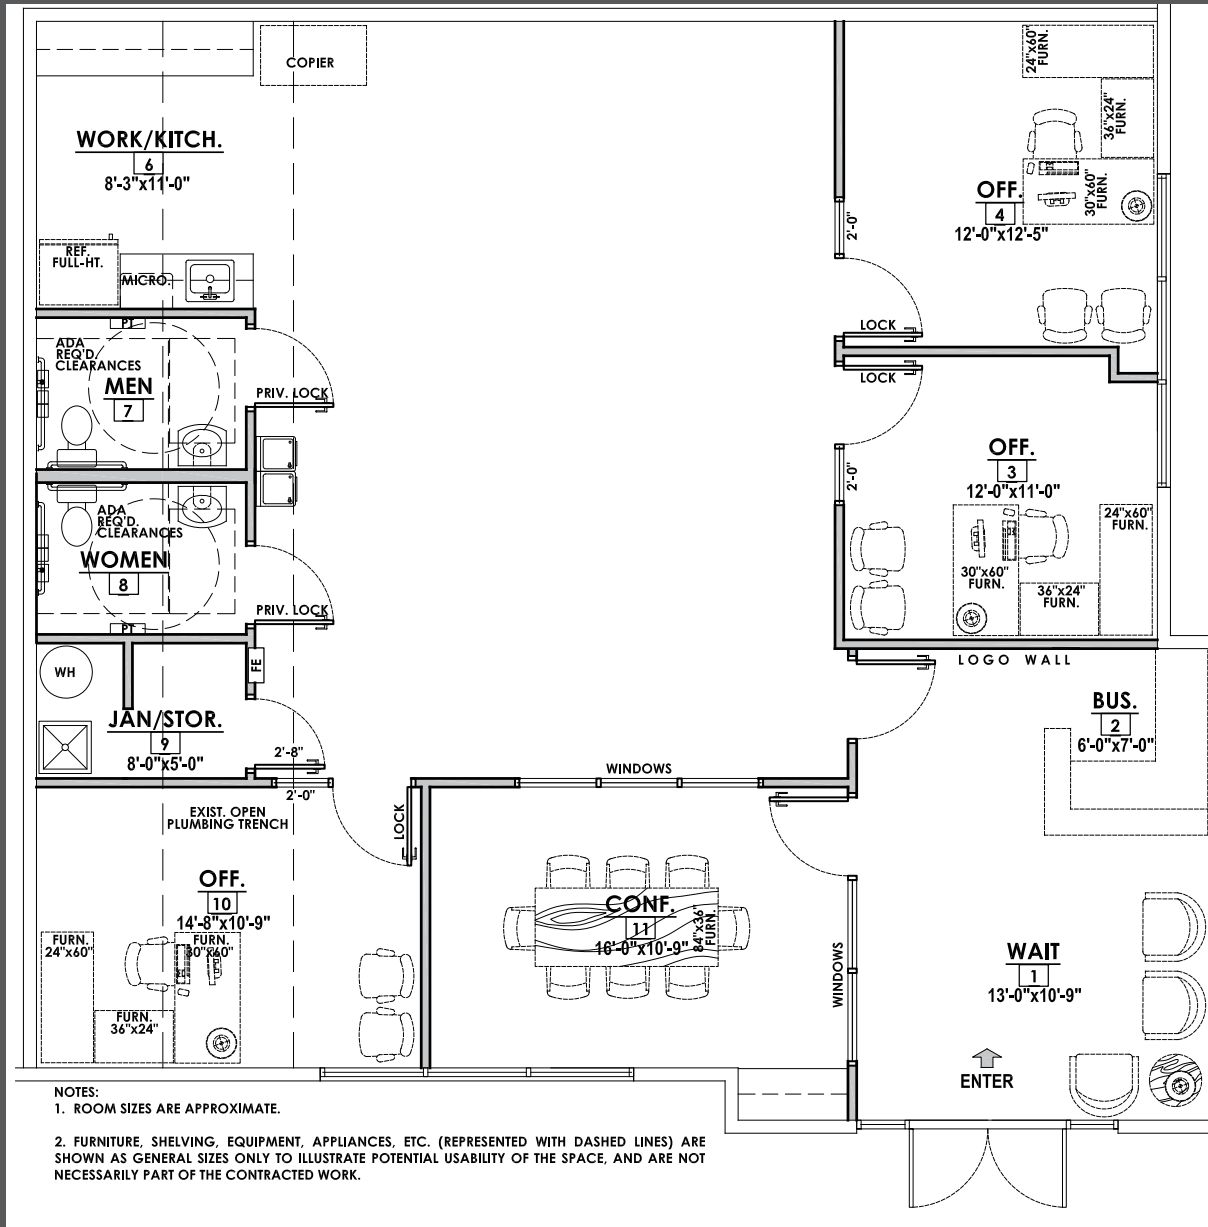 COPIER
24"x60"
FURN.
36"x24"
FURN.
WORK/KITCH.
6
8'-3"x11'-0"
OFF.
4
12'-0"x12'-5"
30"x60"
FURN.
2'-0"
REF.
FULL-HT.
MICRO.
PT
LOCK
ADA
REQ'D.
CLEARANCES
MEN
7
PRIV. LOCK
LOCK
OFF.
3
12'-0"x11'-0"
2'-0"
24"x60"
FURN.
30"x60"
FURN.
36"x24"
FURN.
ADA
REQ'D.
CLEARANCES
WOMEN
8
PRIV. LOCK
PT
WH
FE
LOGO WALL
BUS.
2
6'-0"x7'-0"
JAN/STOR.
9
8'-0"x5'-0"
2'-8"
2'-0"
WINDOWS
EXIST. OPEN
PLUMBING TRENCH
LOCK
OFF.
10
14'-8"x10'-9"
FURN.
24"x60"
FURN.
30"x60"
FURN.
36"x24"
CONF.
11
16'-0"x10'-9"
84"x36"
FURN.
WINDOWS
WAIT
1
13'-0"x10'-9"
ENTER
NOTES:
1. ROOM SIZES ARE APPROXIMATE.
2. FURNITURE, SHELVING, EQUIPMENT, APPLIANCES, ETC. (REPRESENTED WITH DASHED LINES) ARE
SHOWN AS GENERAL SIZES ONLY TO ILLUSTRATE POTENTIAL USABILITY OF THE SPACE, AND ARE NOT
NECESSARILY PART OF THE CONTRACTED WORK.